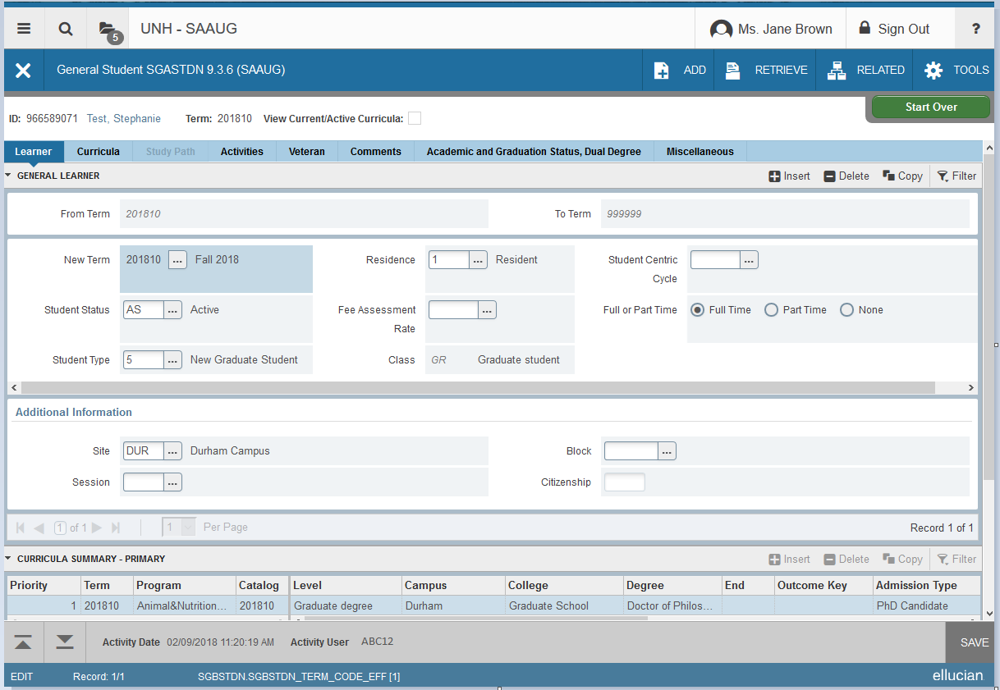 5 UNH - SAAUG Ms. Jane Brown Sign Out ?
General Student SGASTDN 9.3.6 (SAAUG) ADD RETRIEVE RELATED TOOLS
Start Over
ID: 966589071 Test, Stephanie Term: 201810 View Current/Active Curricula:
Learner Curricula Study Path Activities Veteran Comments Academic and Graduation Status, Dual Degree Miscellaneous
GENERAL LEARNER Insert Delete Copy Filter
From Term 201810 To Term 999999
New Term 201810 ... Fall 2018 Residence 1 ... Resident Student Centric ...
Cycle
Student Status AS ... Active Fee Assessment ... Full or Part Time Full Time Part Time None
Rate
Student Type 5 ... New Graduate Student Class GR Graduate student
Additional Information
Site DUR ... Durham Campus Block ...
Session ... Citizenship
1 of 1 1 Per Page Record 1 of 1
CURRICULA SUMMARY - PRIMARY Insert Delete Copy Filter
Priority Term Program Catalog Level Campus College Degree End Outcome Key Admission Type
1 201810 Animal&Nutrition... 201810 Graduate degree Durham Graduate School Doctor of Philos... PhD Candidate
Activity Date 02/09/2018 11:20:19 AM Activity User ABC12 SAVE
EDIT Record: 1/1 SGBSTDN.SGBSTDN_TERM_CODE_EFF [1] ellucian